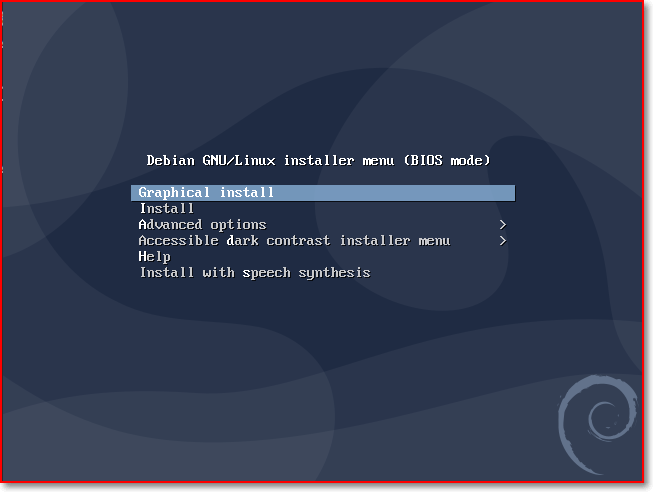 Debian GNU/Linux installer menu (BIOS mode)
Graphical install
Install
Advanced options >
Accessible dark contrast installer menu >
Help
Install with speech synthesis